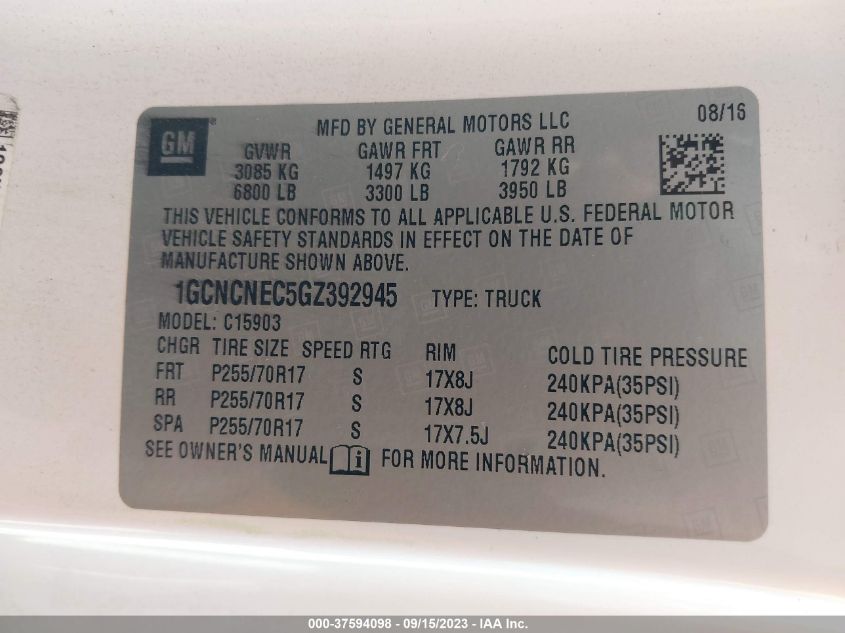 GM
MFD BY GENERAL MOTORS LLC
08/16
GVWR GAWR FRT GAWR RR
3085 KG 1497 KG 1792 KG
6800 LB 3300 LB 3950 LB
THIS VEHICLE CONFORMS TO ALL APPLICABLE U.S. FEDERAL MOTOR
VEHICLE SAFETY STANDARDS IN EFFECT ON THE DATE OF
MANUFACTURE SHOWN ABOVE.
1GCNCNEC5GZ392945 TYPE: TRUCK
MODEL: C15903
CHGR TIRE SIZE SPEED RTG RIM COLD TIRE PRESSURE
FRT P255/70R17 S 17X8J 240KPA(35PSI)
RR P255/70R17 S 17X8J 240KPA(35PSI)
SPA P255/70R17 S 17X7.5J 240KPA(35PSI)
SEE OWNER'S MANUAL FOR MORE INFORMATION.
000-37594098 - 09/15/2023 - IAA Inc.